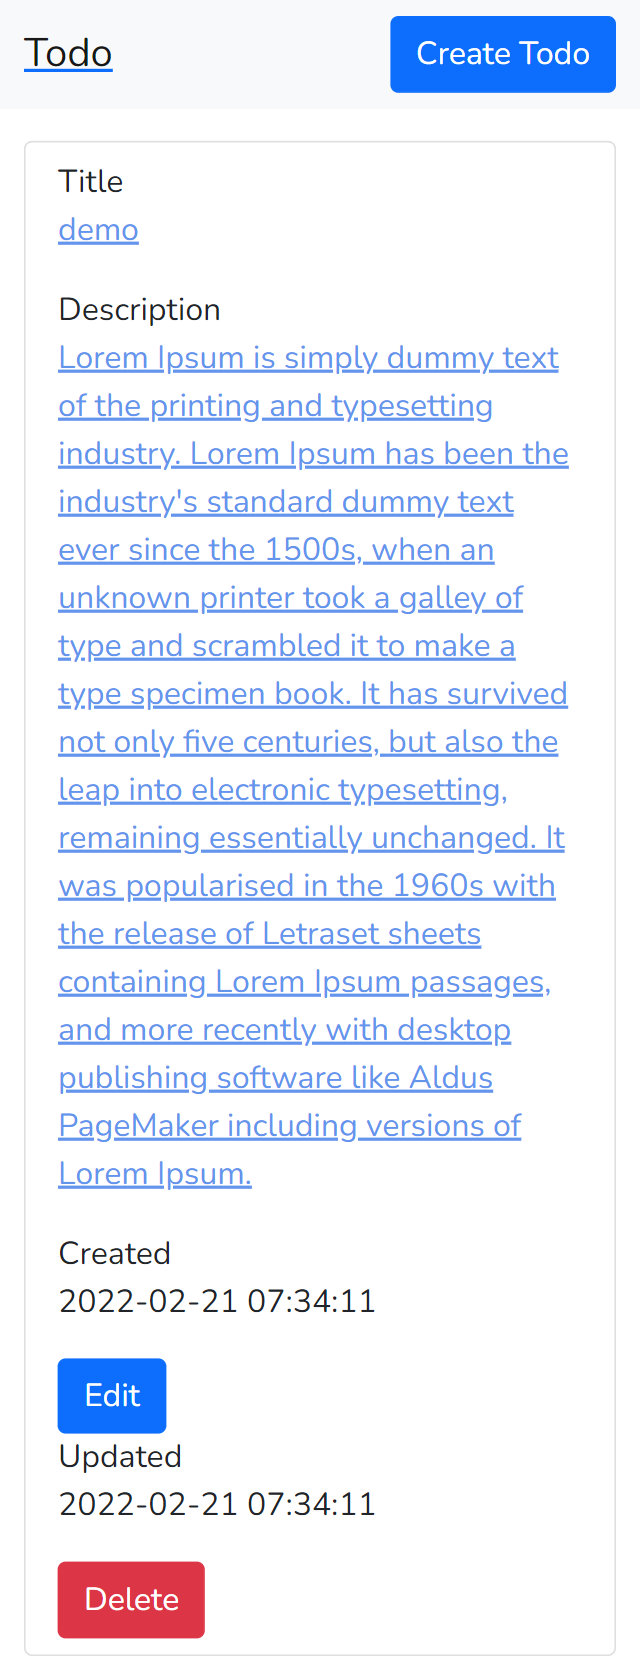 Todo
Create Todo
Title
demo
Description
Lorem Ipsum is simply dummy text
of the printing and typesetting
industry. Lorem Ipsum has been the
industry's standard dummy text
ever since the 1500s, when an
unknown printer took a galley of
type and scrambled it to make a
type specimen book. It has survived
not only five centuries, but also the
leap into electronic typesetting,
remaining essentially unchanged. It
was popularised in the 1960s with
the release of Letraset sheets
containing Lorem Ipsum passages,
and more recently with desktop
publishing software like Aldus
PageMaker including versions of
Lorem Ipsum.
Created
2022-02-21 07:34:11
Edit
Updated
2022-02-21 07:34:11
Delete